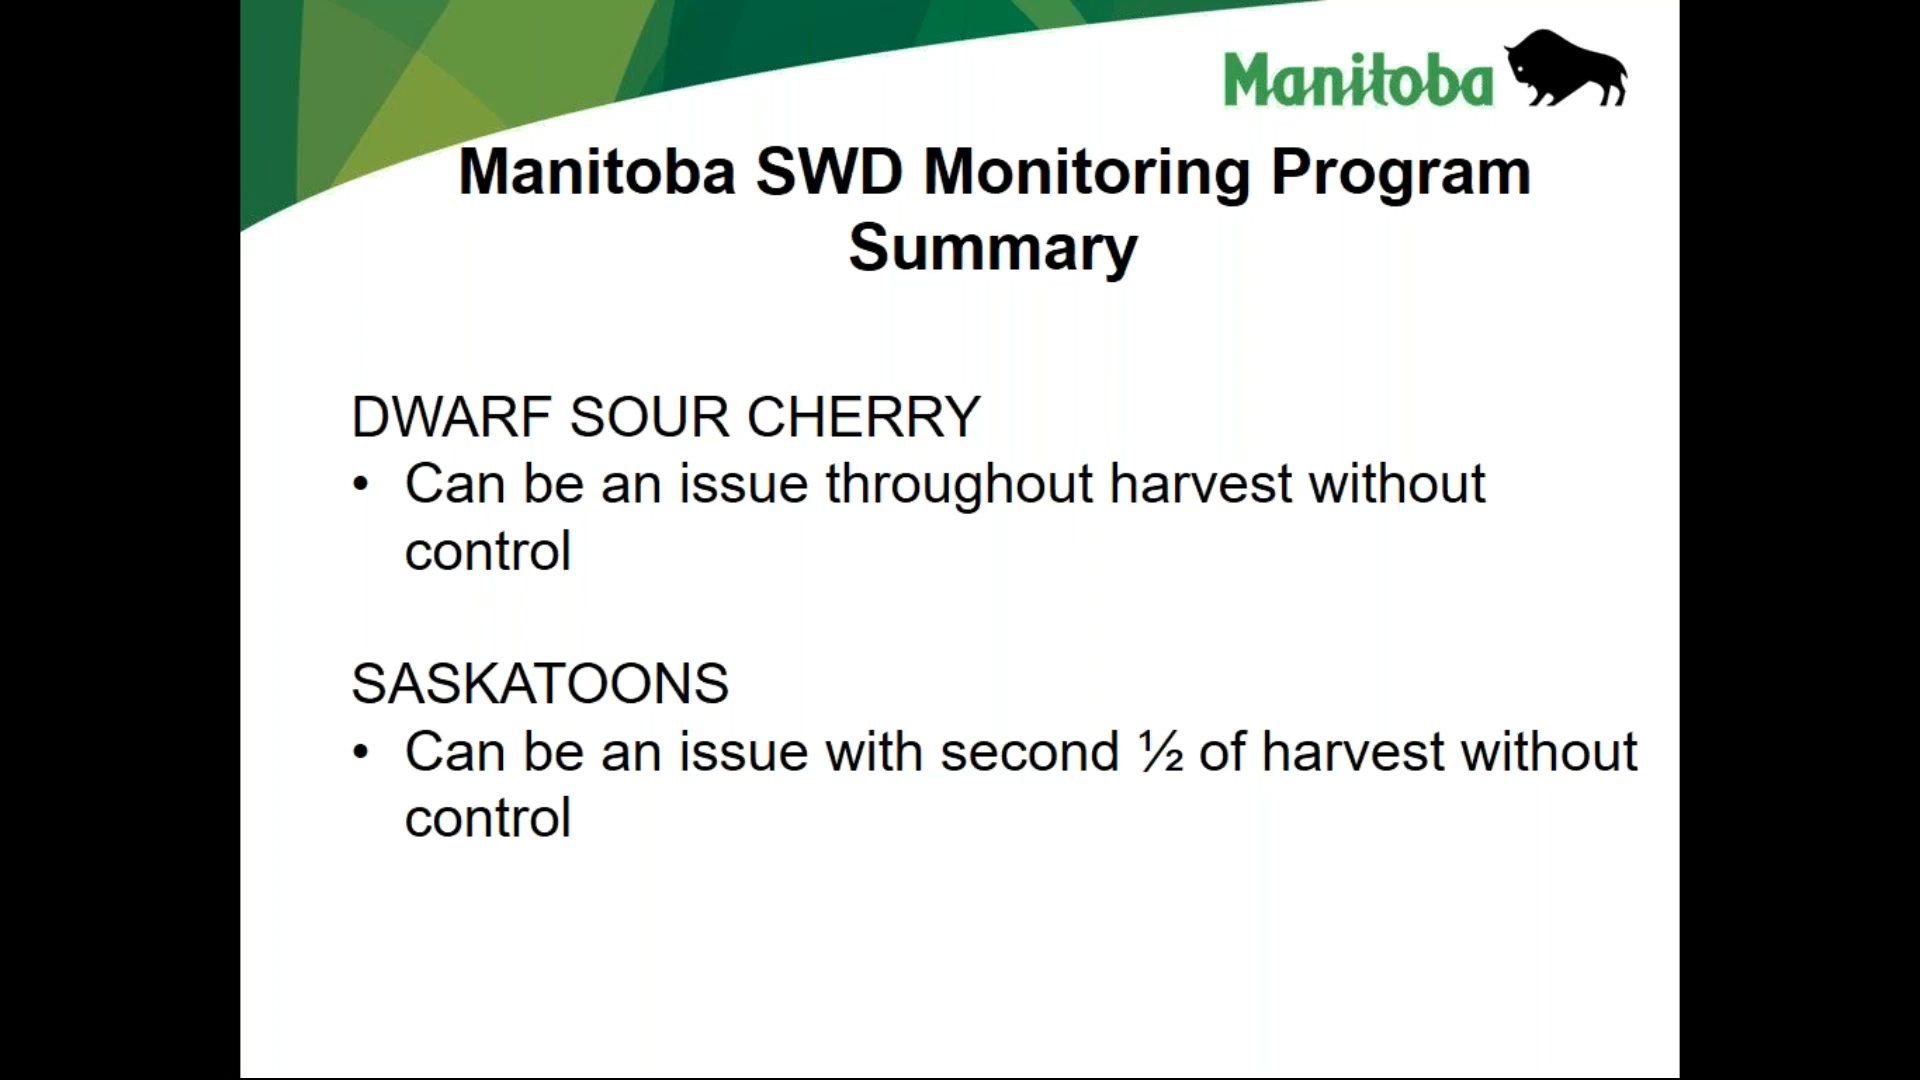 Manitoba
Manitoba SWD Monitoring Program
Summary
DWARF SOUR CHERRY
• Can be an issue throughout harvest without
control
SASKATOONS
• Can be an issue with second ½ of harvest without
control